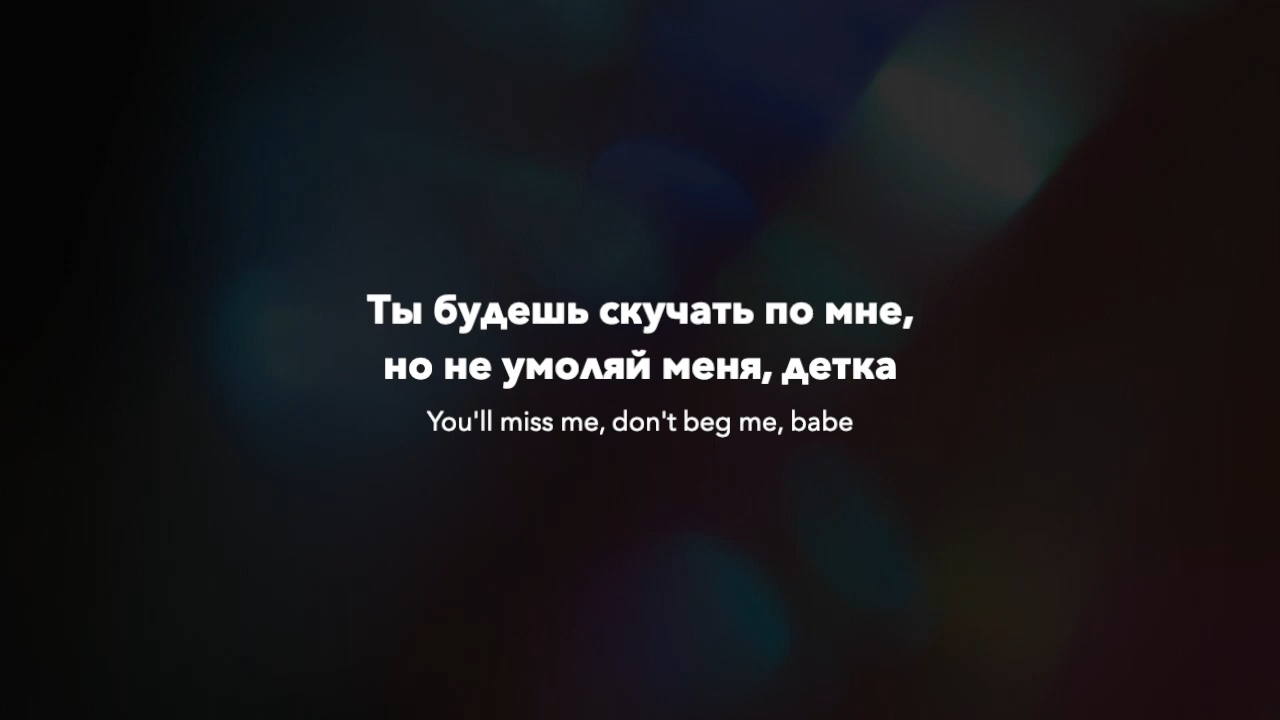 Ты будешь скучать по мне,
но не умоляй меня, детка
You'll miss me, don't beg me, babe